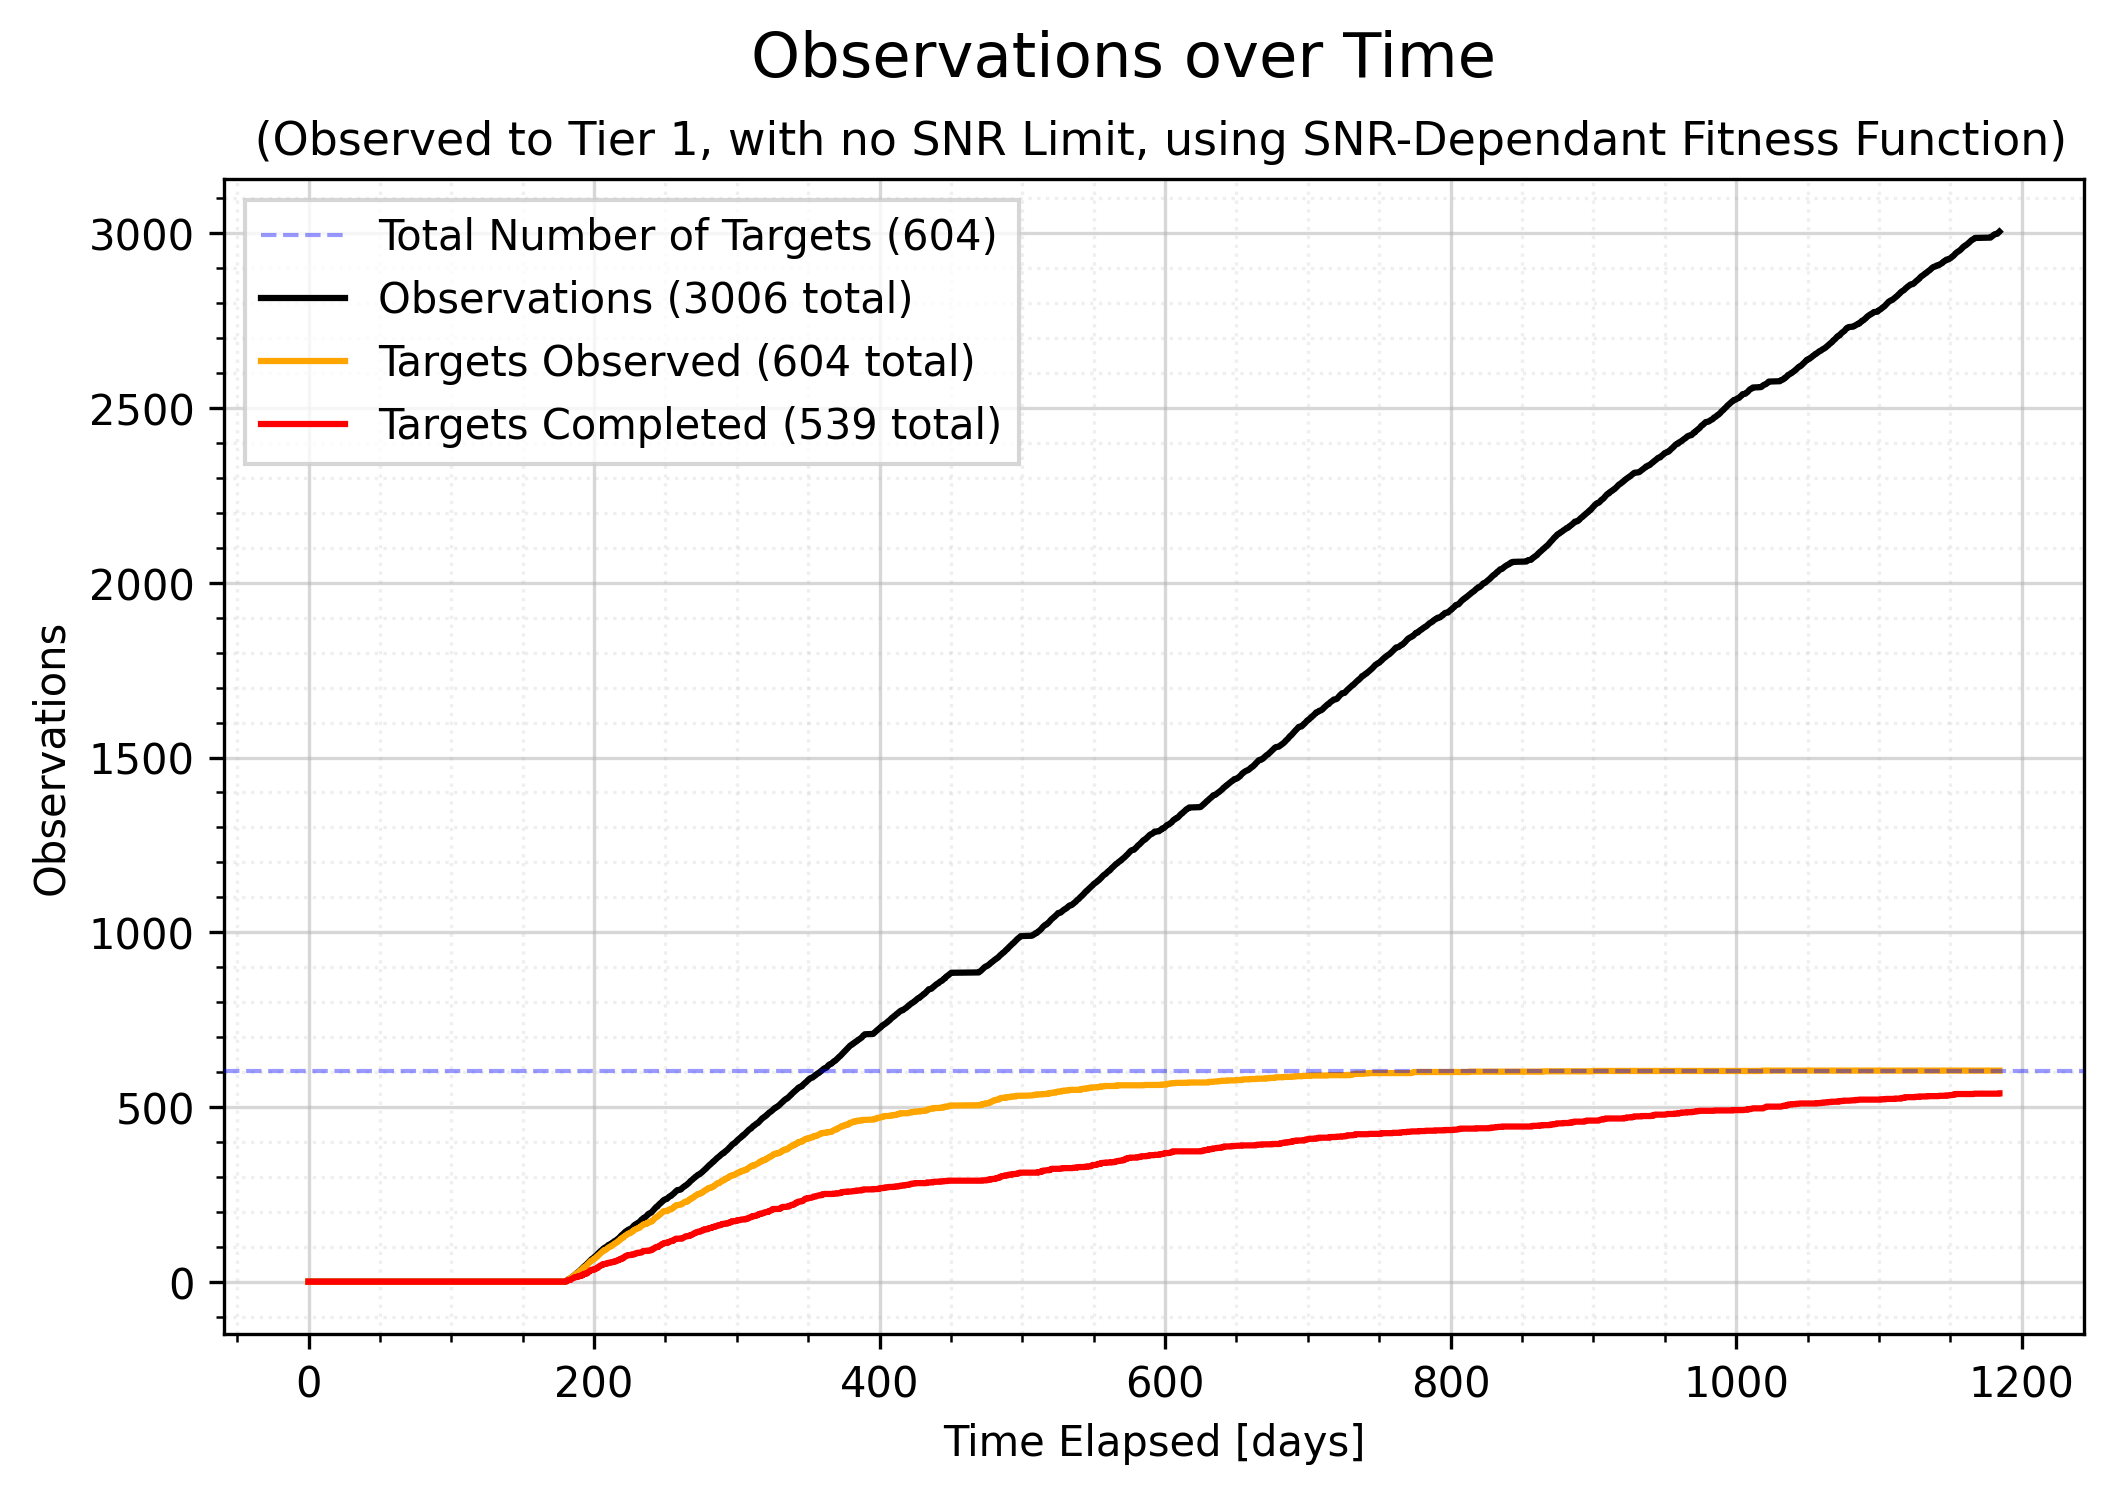 Observations over Time
(Observed to Tier 1, with no SNR Limit, using SNR-Dependant Fitness Function)
Total Number of Targets (604)
Observations (3006 total)
Targets Observed (604 total)
Targets Completed (539 total)
3000
2500
2000
1500
1000
500
0
Observations
0 200 400 600 800 1000 1200
Time Elapsed [days]